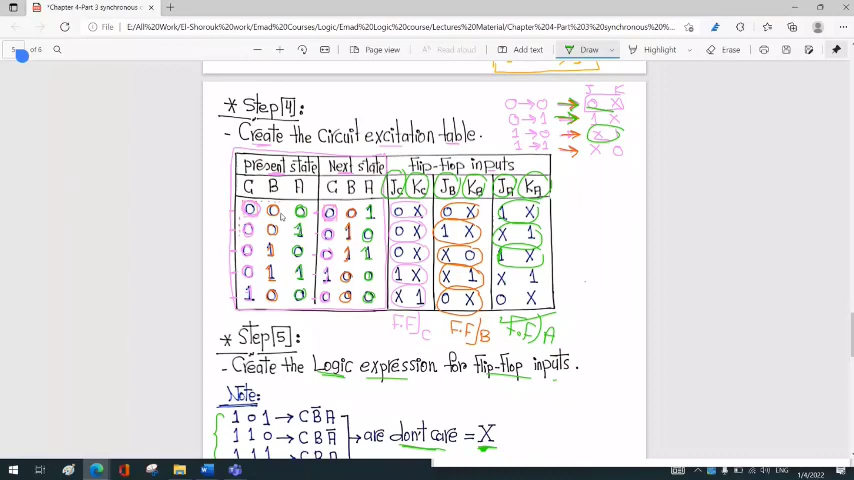 *Chapter 4-Part 3 synchronous c
File
E:/All%20Work/El-Shorouk%20work/Emad%20Courses/Logic/Emad%20Logic%20course/Lectures%20Material/Chapter%204-Part%203%20synchronous%20...
5 of 6
Page view
Read aloud
Add text
Draw
Highlight
Erase
* Step [4]:
- Create the Circuit excitation table.
J K
0→0 → 0 X
0→1 → 1 X
1→0 → X
1→1 → X 0
present state Next state Flip-Flop inputs
C B A C B A Jc Kc JB KB JA KA
0 0 0 0 0 1 0 X 0 X 1 X
0 0 1 0 1 0 0 X 1 X X 1
0 1 0 0 1 1 0 X X 0 1 X
0 1 1 1 0 0 1 X X 1 X 1
1 0 0 0 0 0 X 1 0 X 0 X
F.F)C F.F)B F.F)A
* Step [5]:
- Create the Logic expression for Flip-Flop inputs.
Note:
1 0 1 → C B̅ A
1 1 0 → C B A̅
→ are don't care = X
1 1 1 → C B A
ENG
1/4/2022